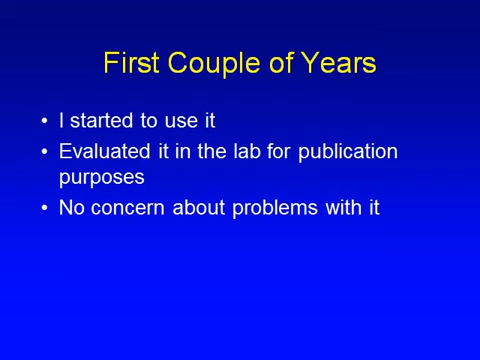 First Couple of Years
• I started to use it
• Evaluated it in the lab for publication
purposes
• No concern about problems with it